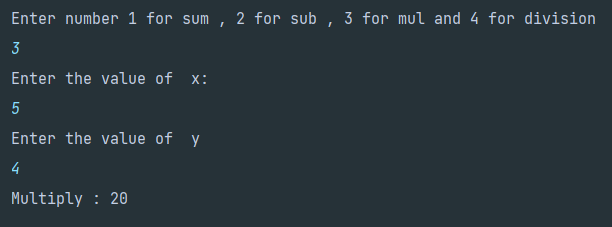 Enter number 1 for sum , 2 for sub , 3 for mul and 4 for division
3
Enter the value of  x:
5
Enter the value of  y
4
Multiply : 20